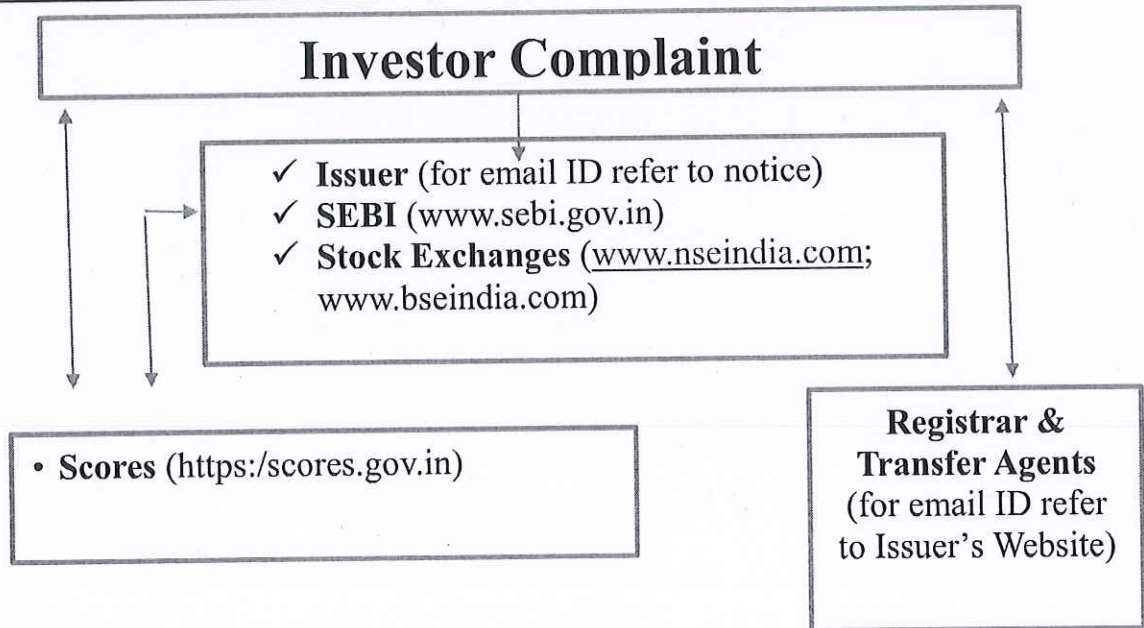 Investor Complaint
✓ Issuer (for email ID refer to notice)
✓ SEBI (www.sebi.gov.in)
✓ Stock Exchanges (www.nseindia.com;
www.bseindia.com)
• Scores (https:/scores.gov.in)
Registrar &
Transfer Agents
(for email ID refer
to Issuer's Website)